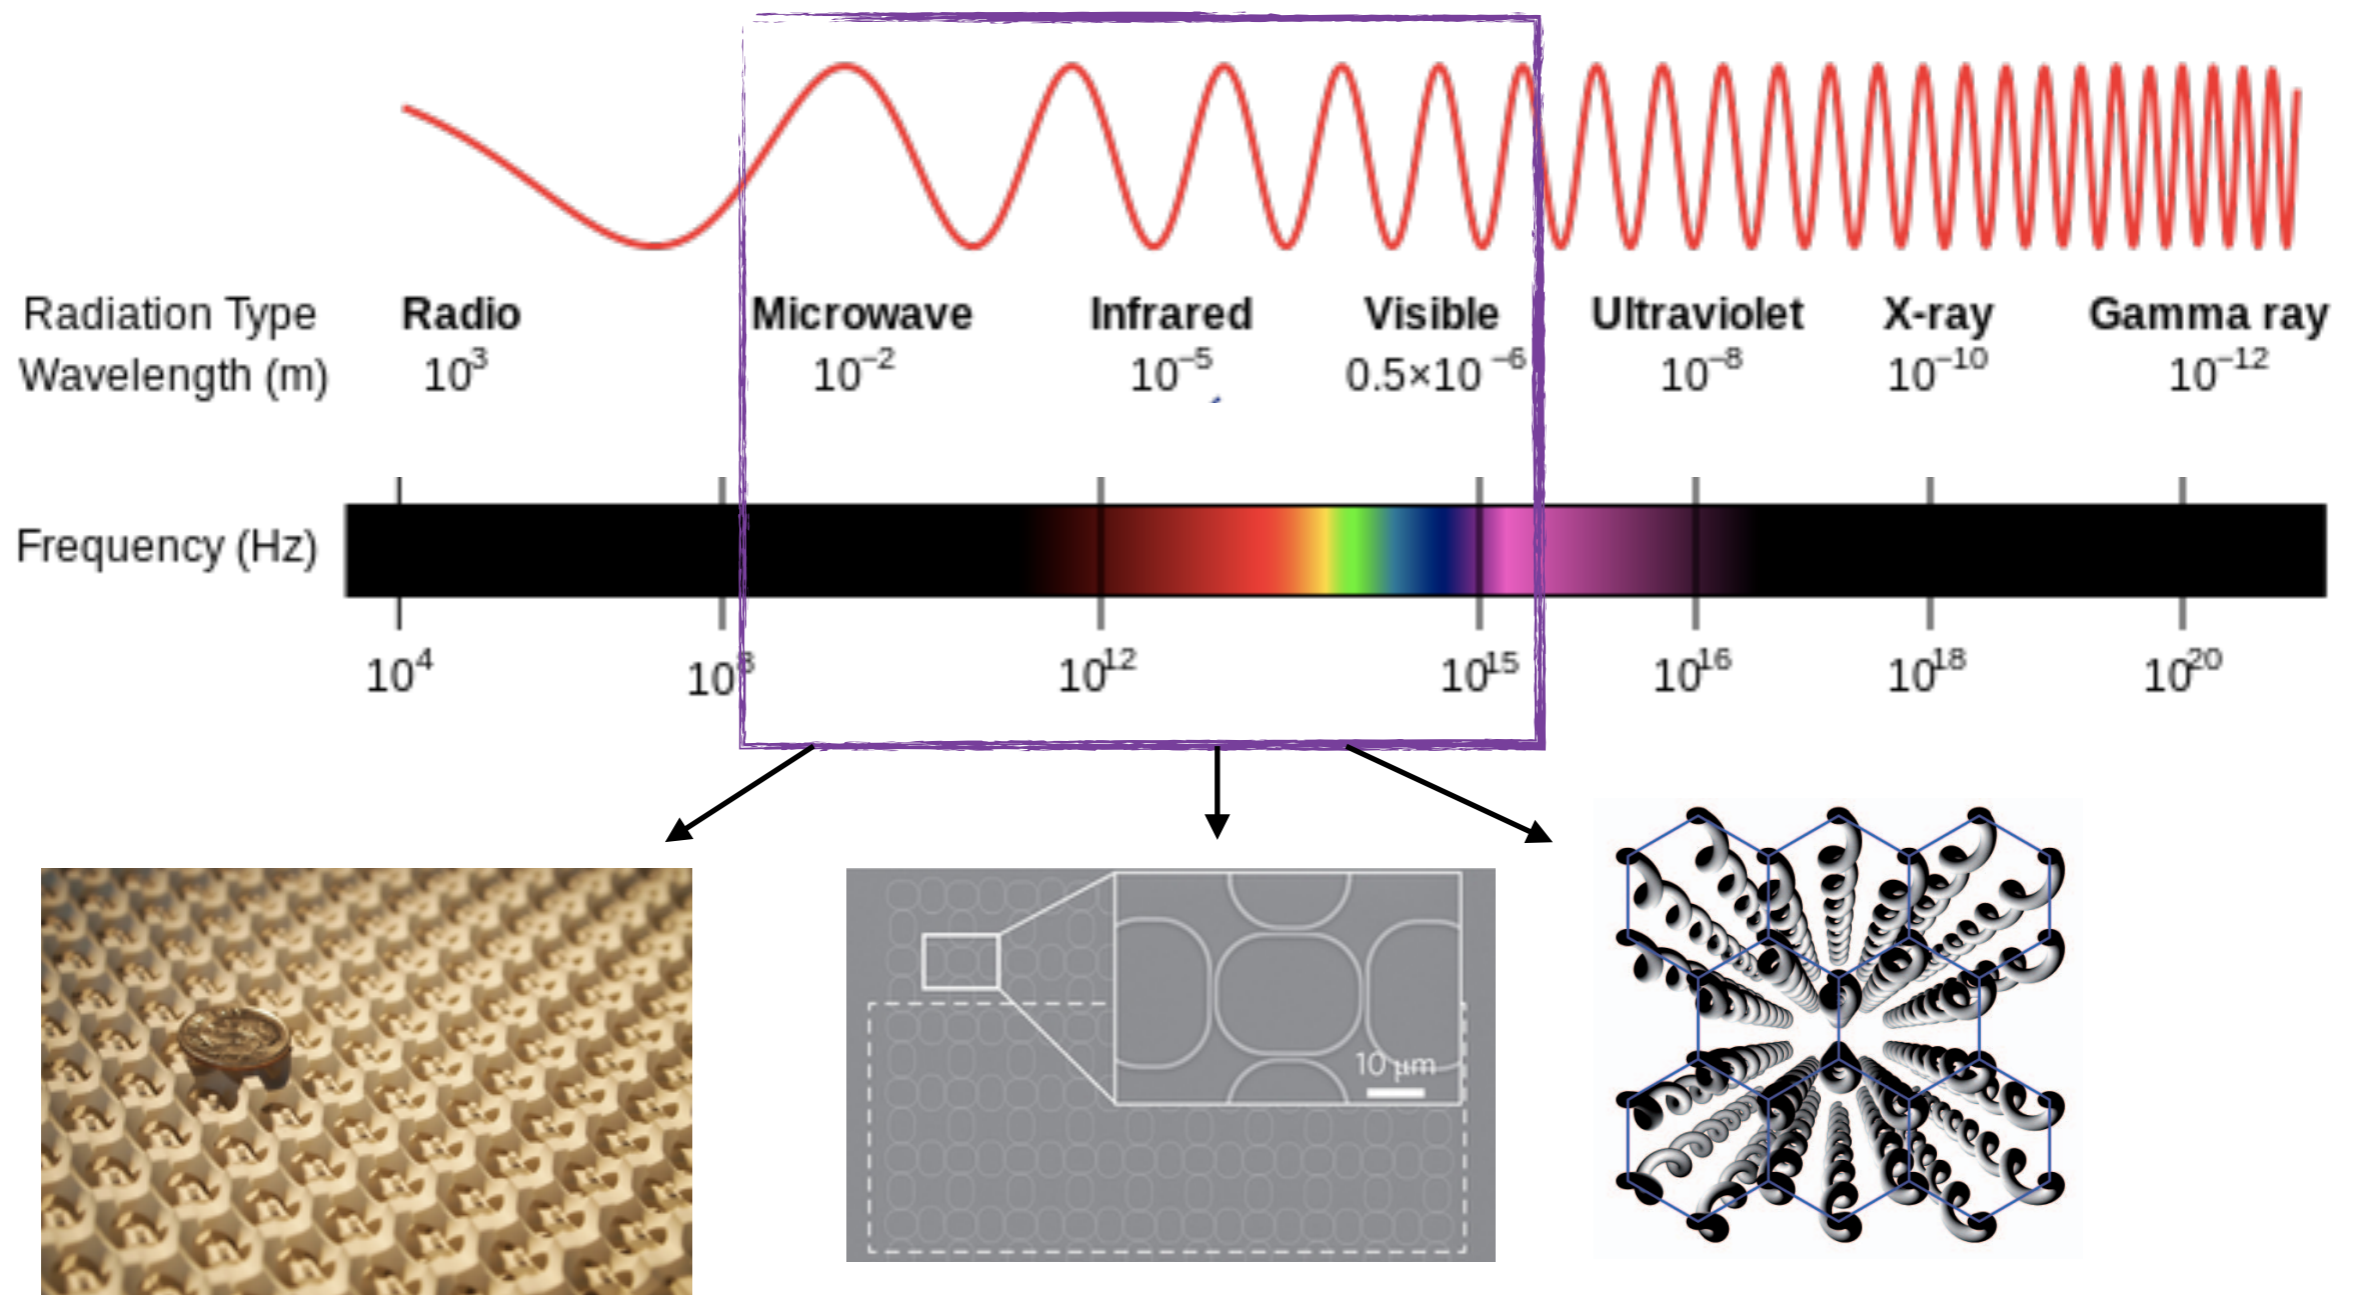 Radiation Type Radio Microwave Infrared Visible Ultraviolet X-ray Gamma ray
Wavelength (m) 10³ 10⁻² 10⁻⁵ 0.5×10⁻⁶ 10⁻⁸ 10⁻¹⁰ 10⁻¹²
Frequency (Hz)
10⁴ 10⁸ 10¹² 10¹⁵ 10¹⁶ 10¹⁸ 10²⁰
10 μm